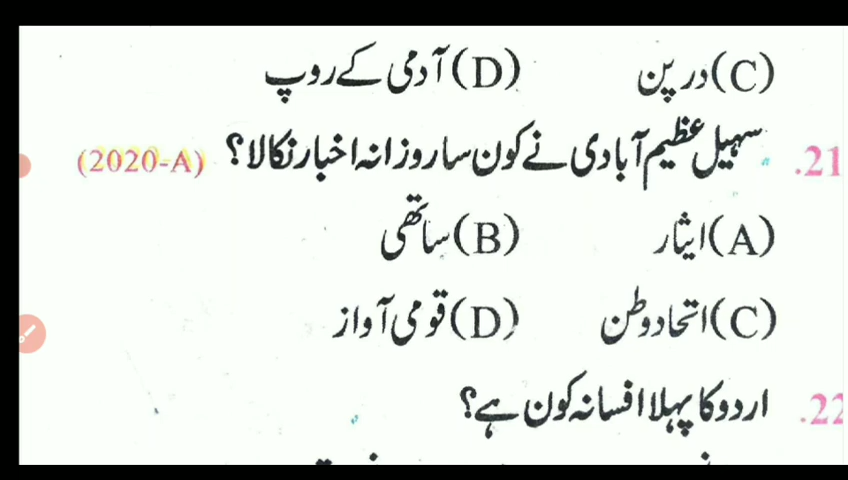 (C) درپن (D) آدمی کے روپ
21. سہیل عظیم آبادی نے کون سا روزانہ اخبار نکالا؟ (2020-A)
(A) ایثار (B) ساتھی
(C) اتحاد وطن (D) قومی آواز
22. اردو کا پہلا افسانہ کون ہے؟